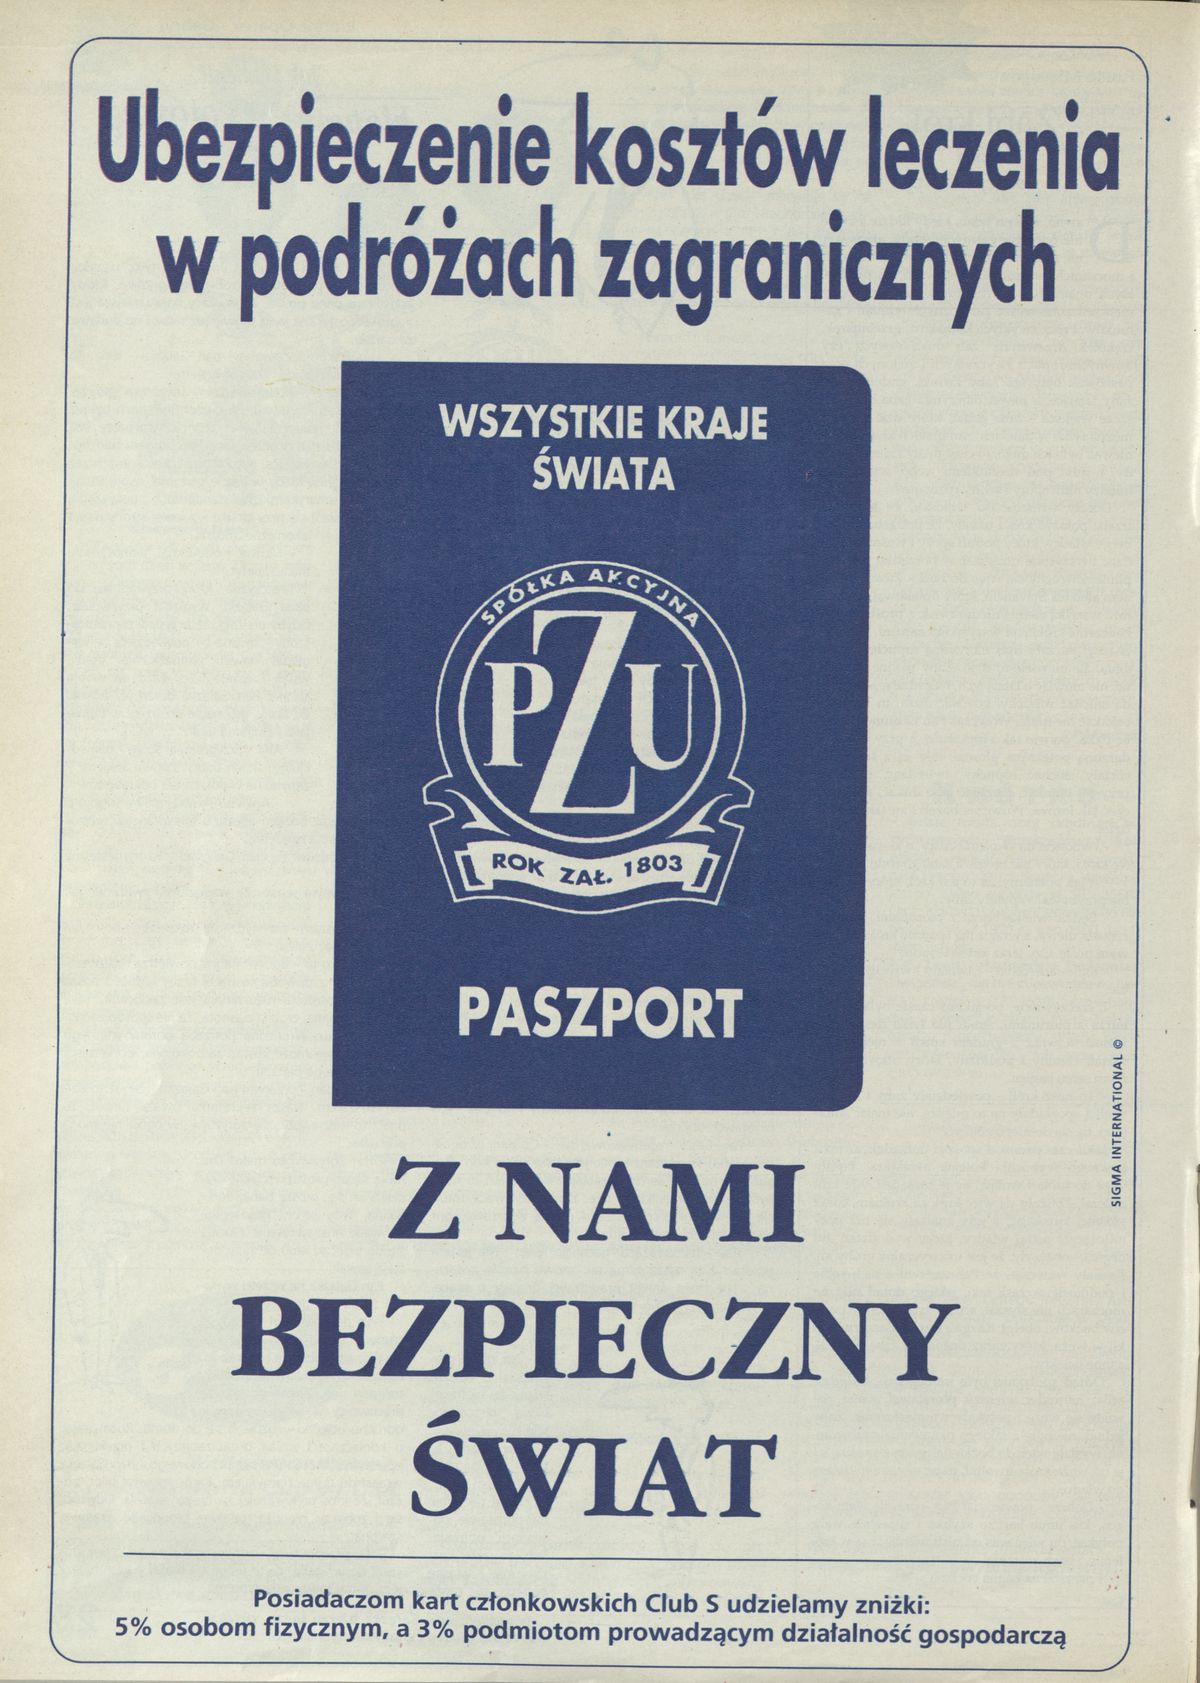 Ubezpieczenie kosztów leczenia
w podróżach zagranicznych
WSZYSTKIE KRAJE
ŚWIATA
SPÓŁKA AKCYJNA
PZU
ROK ZAŁ. 1803
PASZPORT
SIGMA INTERNATIONAL ©
Z NAMI
BEZPIECZNY
ŚWIAT
Posiadaczom kart członkowskich Club S udzielamy zniżki:
5% osobom fizycznym, a 3% podmiotom prowadzącym działalność gospodarczą